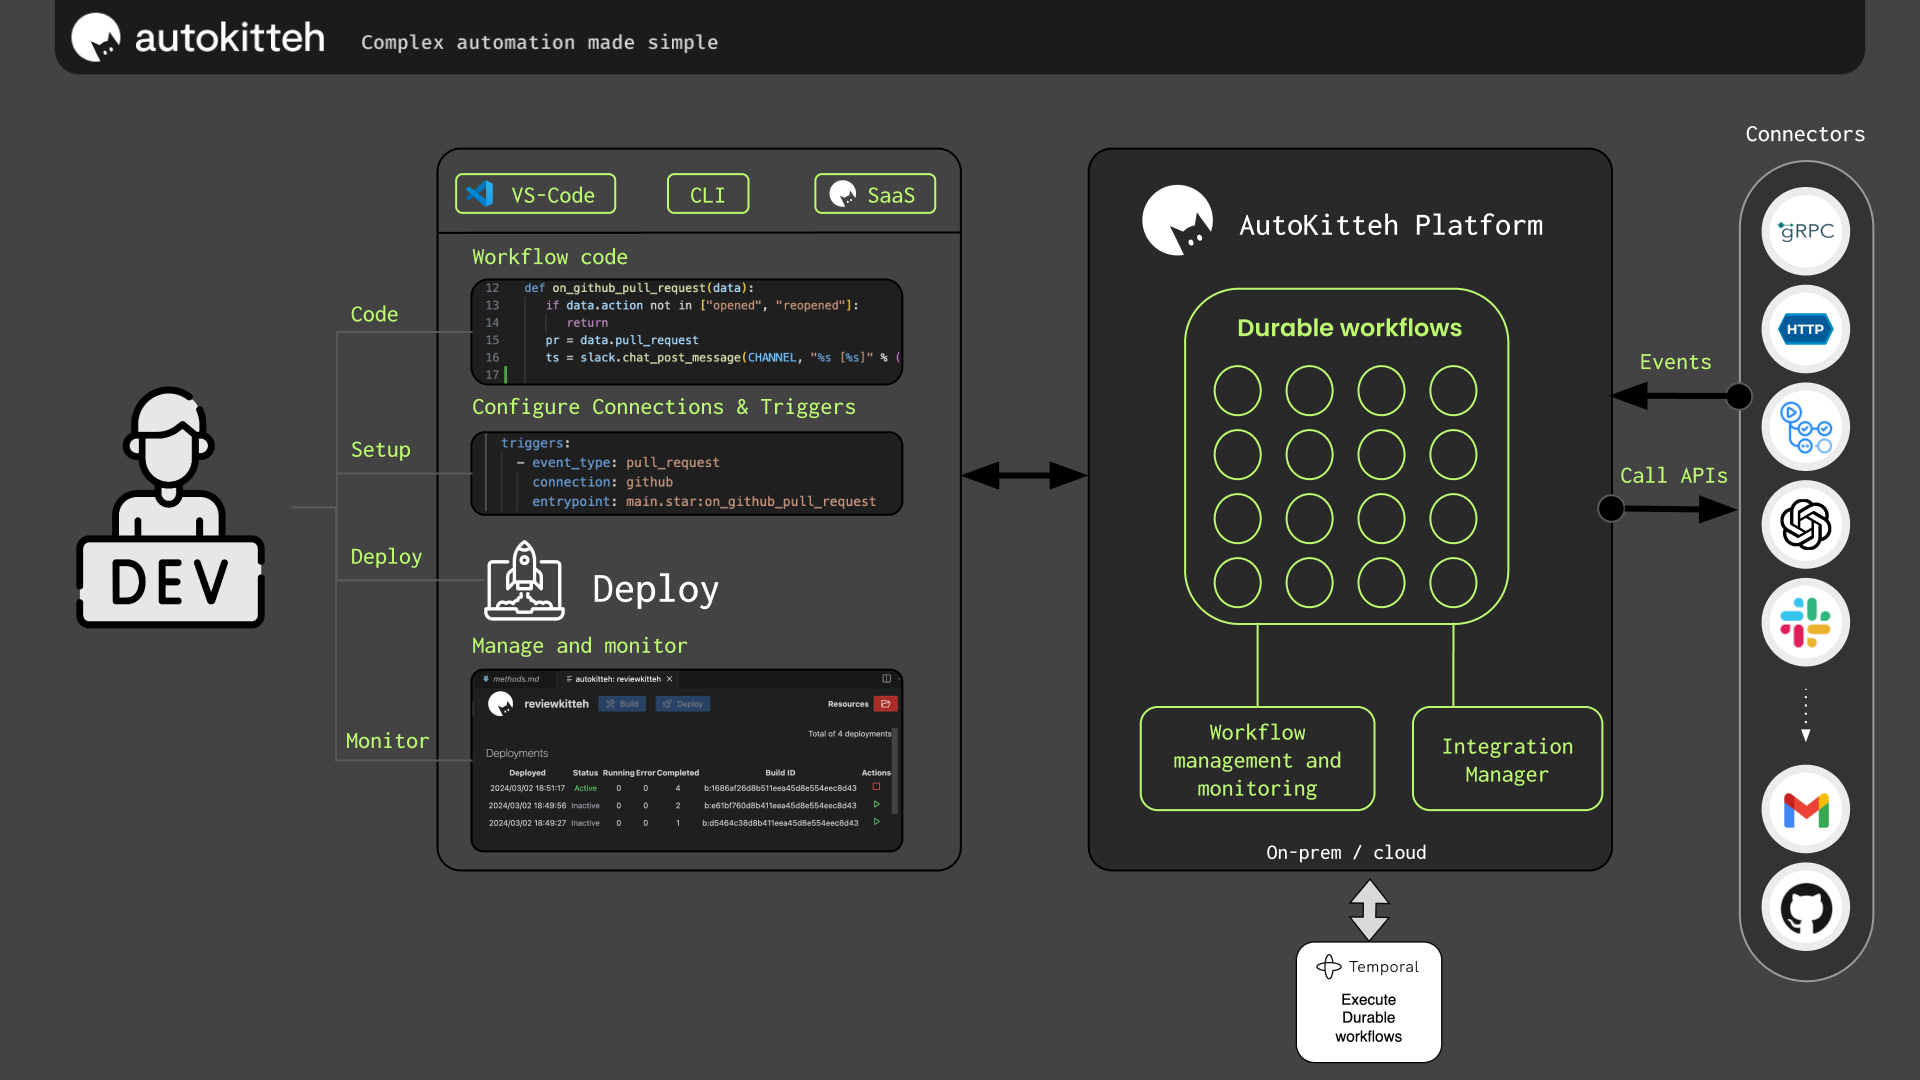 autokitteh
Complex automation made simple
DEV
Code
Setup
Deploy
Monitor
VS-Code
CLI
SaaS
Workflow code
12 def on_github_pull_request(data):
13 if data.action not in ["opened", "reopened"]:
14 return
15 pr = data.pull_request
16 ts = slack.chat_post_message(CHANNEL, "%s [%s]" % (
17
Configure Connections & Triggers
triggers:
- event_type: pull_request
connection: github
entrypoint: main.star:on_github_pull_request
Deploy
Manage and monitor
methods.md
autokitteh: reviewkitteh
reviewkitteh
Build
Deploy
Resources
Total of 4 deployments
Deployments
Deployed Status Running Error Completed Build ID Actions
2024/03/02 18:51:17 Active 0 0 4 b:1686af26d8b511eea45d8e554eec8d43
2024/03/02 18:49:56 Inactive 0 0 2 b:e61bf760d8b411eea45d8e554eec8d43
2024/03/02 18:49:27 Inactive 0 0 1 b:d5464c38d8b411eea45d8e554eec8d43
AutoKitteh Platform
Durable workflows
Workflow
management and
monitoring
Integration
Manager
On-prem / cloud
Temporal
Execute
Durable
workflows
Events
Call APIs
Connectors
gRPC
HTTP